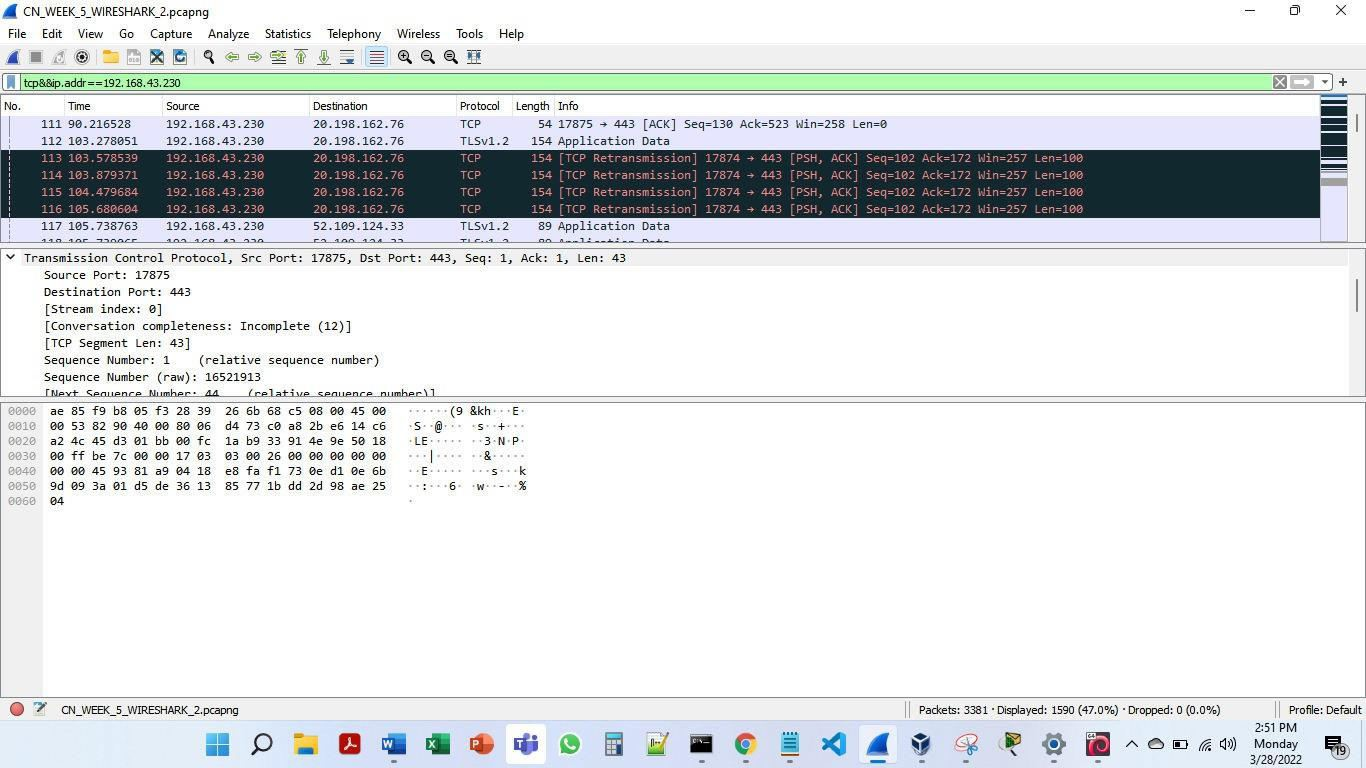 CN_WEEK_5_WIRESHARK_2.pcapng
File Edit View Go Capture Analyze Statistics Telephony Wireless Tools Help
tcp&&ip.addr==192.168.43.230
No. Time Source Destination Protocol Length Info
111 90.216528 192.168.43.230 20.198.162.76 TCP 54 17875 → 443 [ACK] Seq=130 Ack=523 Win=258 Len=0
112 103.278051 192.168.43.230 20.198.162.76 TLSv1.2 154 Application Data
113 103.578539 192.168.43.230 20.198.162.76 TCP 154 [TCP Retransmission] 17874 → 443 [PSH, ACK] Seq=102 Ack=172 Win=257 Len=100
114 103.879371 192.168.43.230 20.198.162.76 TCP 154 [TCP Retransmission] 17874 → 443 [PSH, ACK] Seq=102 Ack=172 Win=257 Len=100
115 104.479684 192.168.43.230 20.198.162.76 TCP 154 [TCP Retransmission] 17874 → 443 [PSH, ACK] Seq=102 Ack=172 Win=257 Len=100
116 105.680604 192.168.43.230 20.198.162.76 TCP 154 [TCP Retransmission] 17874 → 443 [PSH, ACK] Seq=102 Ack=172 Win=257 Len=100
117 105.738763 192.168.43.230 52.109.124.33 TLSv1.2 89 Application Data
Transmission Control Protocol, Src Port: 17875, Dst Port: 443, Seq: 1, Ack: 1, Len: 43
Source Port: 17875
Destination Port: 443
[Stream index: 0]
[Conversation completeness: Incomplete (12)]
[TCP Segment Len: 43]
Sequence Number: 1 (relative sequence number)
Sequence Number (raw): 16521913
[Next Sequence Number: 44 (relative sequence number)]
0000 ae 85 f9 b8 05 f3 28 39 26 6b 68 c5 08 00 45 00 ······(9 &kh···E·
0010 00 53 82 90 40 00 80 06 d4 73 c0 a8 2b e6 14 c6 ·S··@··· ·s··+···
0020 a2 4c 45 d3 01 bb 00 fc 1a b9 33 91 4e 9e 50 18 ·LE····· ··3·N·P·
0030 00 ff be 7c 00 00 17 03 03 00 26 00 00 00 00 00 ···|···· ··&·····
0040 00 00 45 93 81 a9 04 18 e8 fa f1 73 0e d1 0e 6b ··E····· ···s···k
0050 9d 09 3a 01 d5 de 36 13 85 77 1b dd 2d 98 ae 25 ··:···6· ·w··-··%
0060 04 ·
CN_WEEK_5_WIRESHARK_2.pcapng
Packets: 3381 · Displayed: 1590 (47.0%) · Dropped: 0 (0.0%)
Profile: Default
2:51 PM
Monday
3/28/2022
19